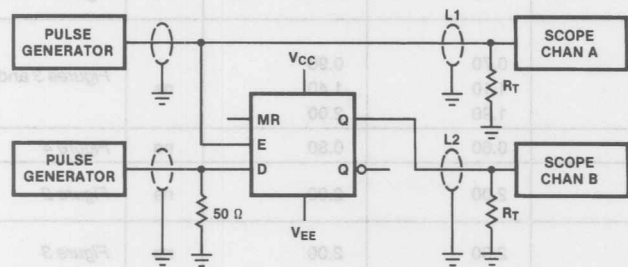 PULSE
GENERATOR
L1
SCOPE
CHAN A
VCC
RT
MR
Q
E
D
Q
L2
PULSE
GENERATOR
SCOPE
CHAN B
50 Ω
VEE
RT